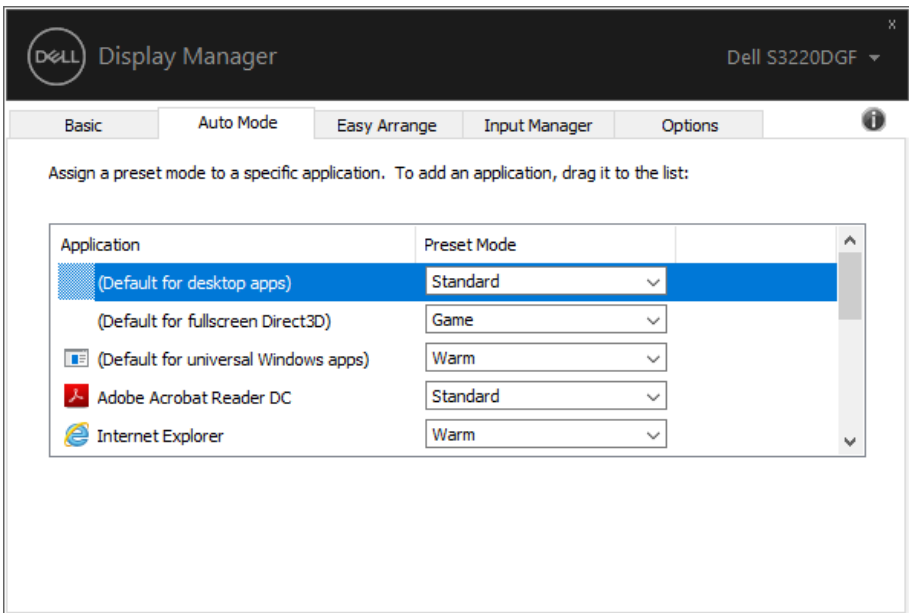 x
DELL Display Manager Dell S3220DGF
Basic Auto Mode Easy Arrange Input Manager Options
Assign a preset mode to a specific application. To add an application, drag it to the list:
Application Preset Mode
(Default for desktop apps) Standard
(Default for fullscreen Direct3D) Game
(Default for universal Windows apps) Warm
Adobe Acrobat Reader DC Standard
Internet Explorer Warm